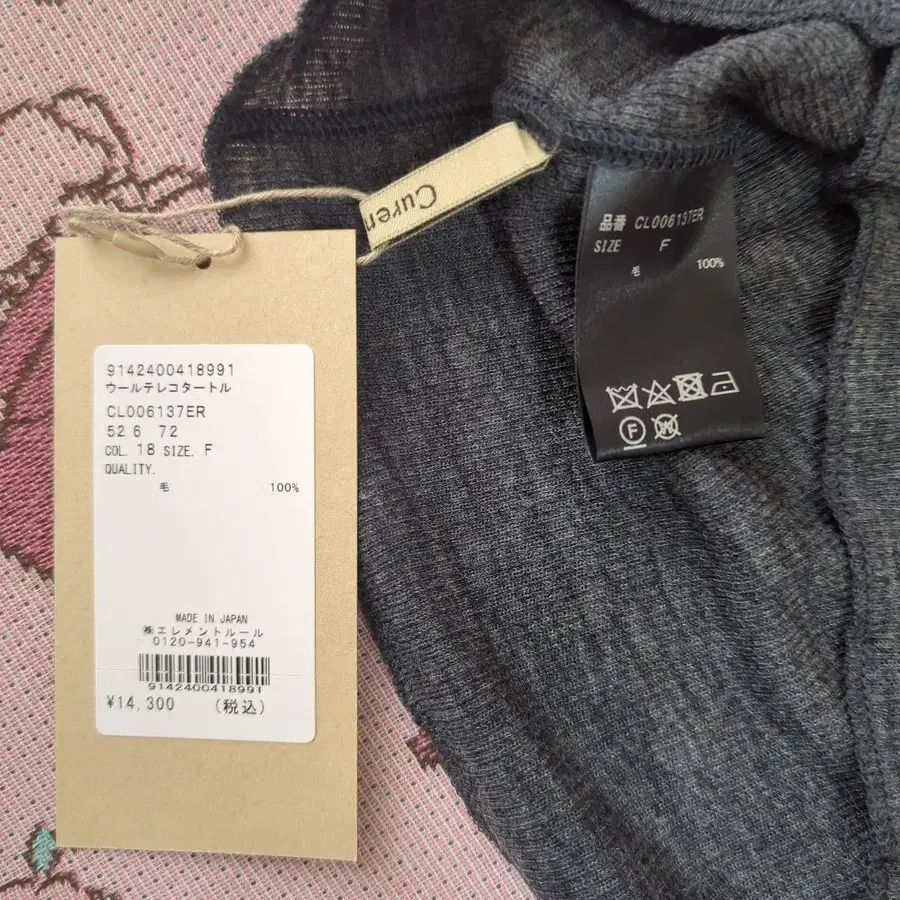 9142400418991
ウールテレコタートル
CL006137ER
52 6 72
COL. 18 SIZE. F
QUALITY.
毛 100%
MADE IN JAPAN
㈱エレメントルール
0120-941-954
9142400418991
¥14,300 (税込)
Curen
品番 CL006137ER
SIZE F
毛 100%
F
W